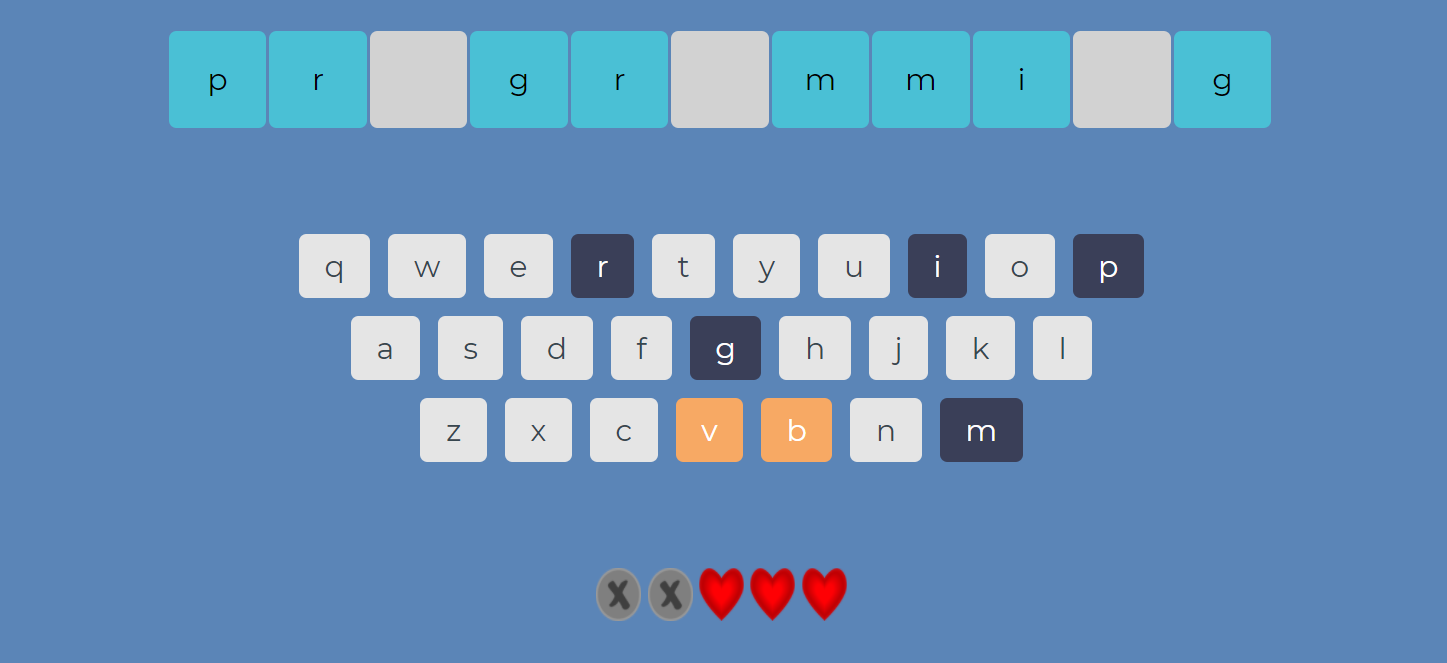 p r g r m m i g
q w e r t y u i o p
a s d f g h j k l
z x c v b n m
X X